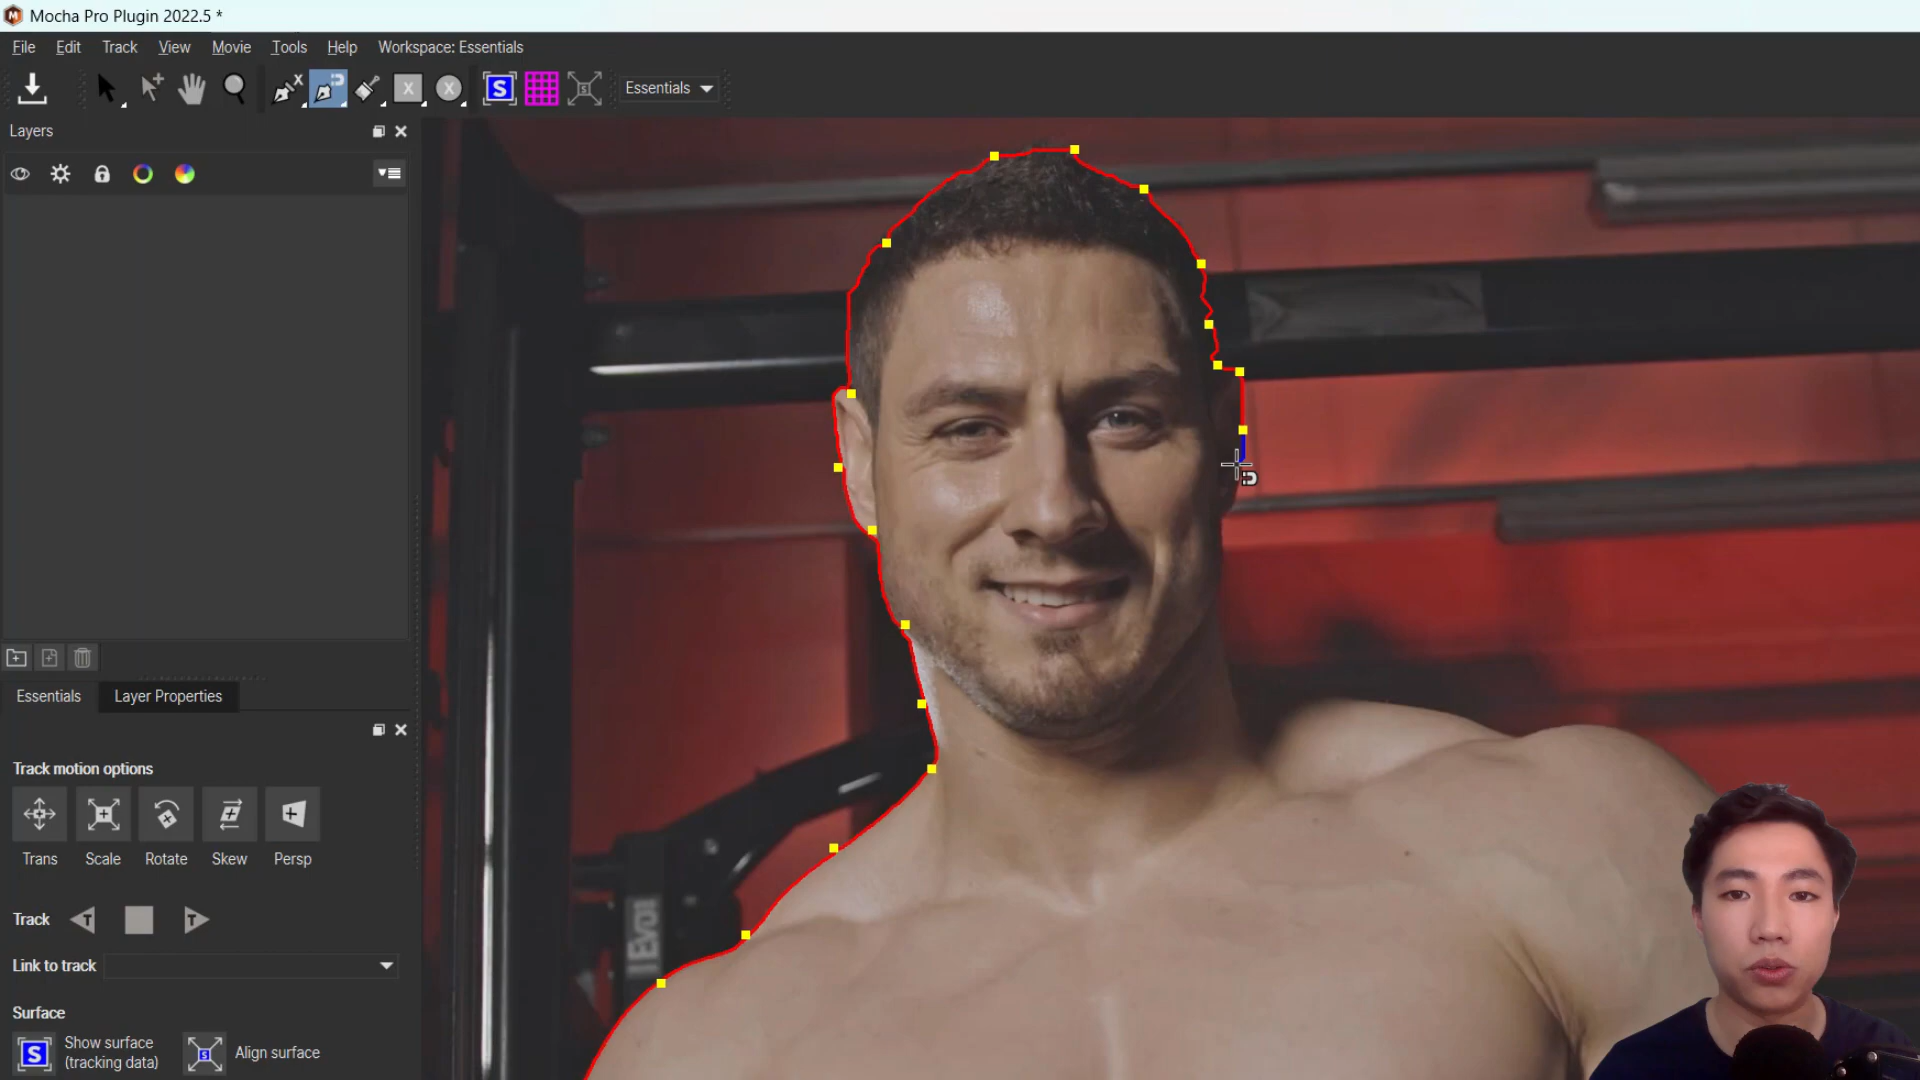 Mocha Pro Plugin 2022.5 *
File Edit Track View Movie Tools Help Workspace: Essentials
S Essentials
Layers
Essentials Layer Properties
Track motion options
Trans Scale Rotate Skew Persp
Track T T
Link to track
Surface
S Show surface (tracking data) S Align surface
EVO